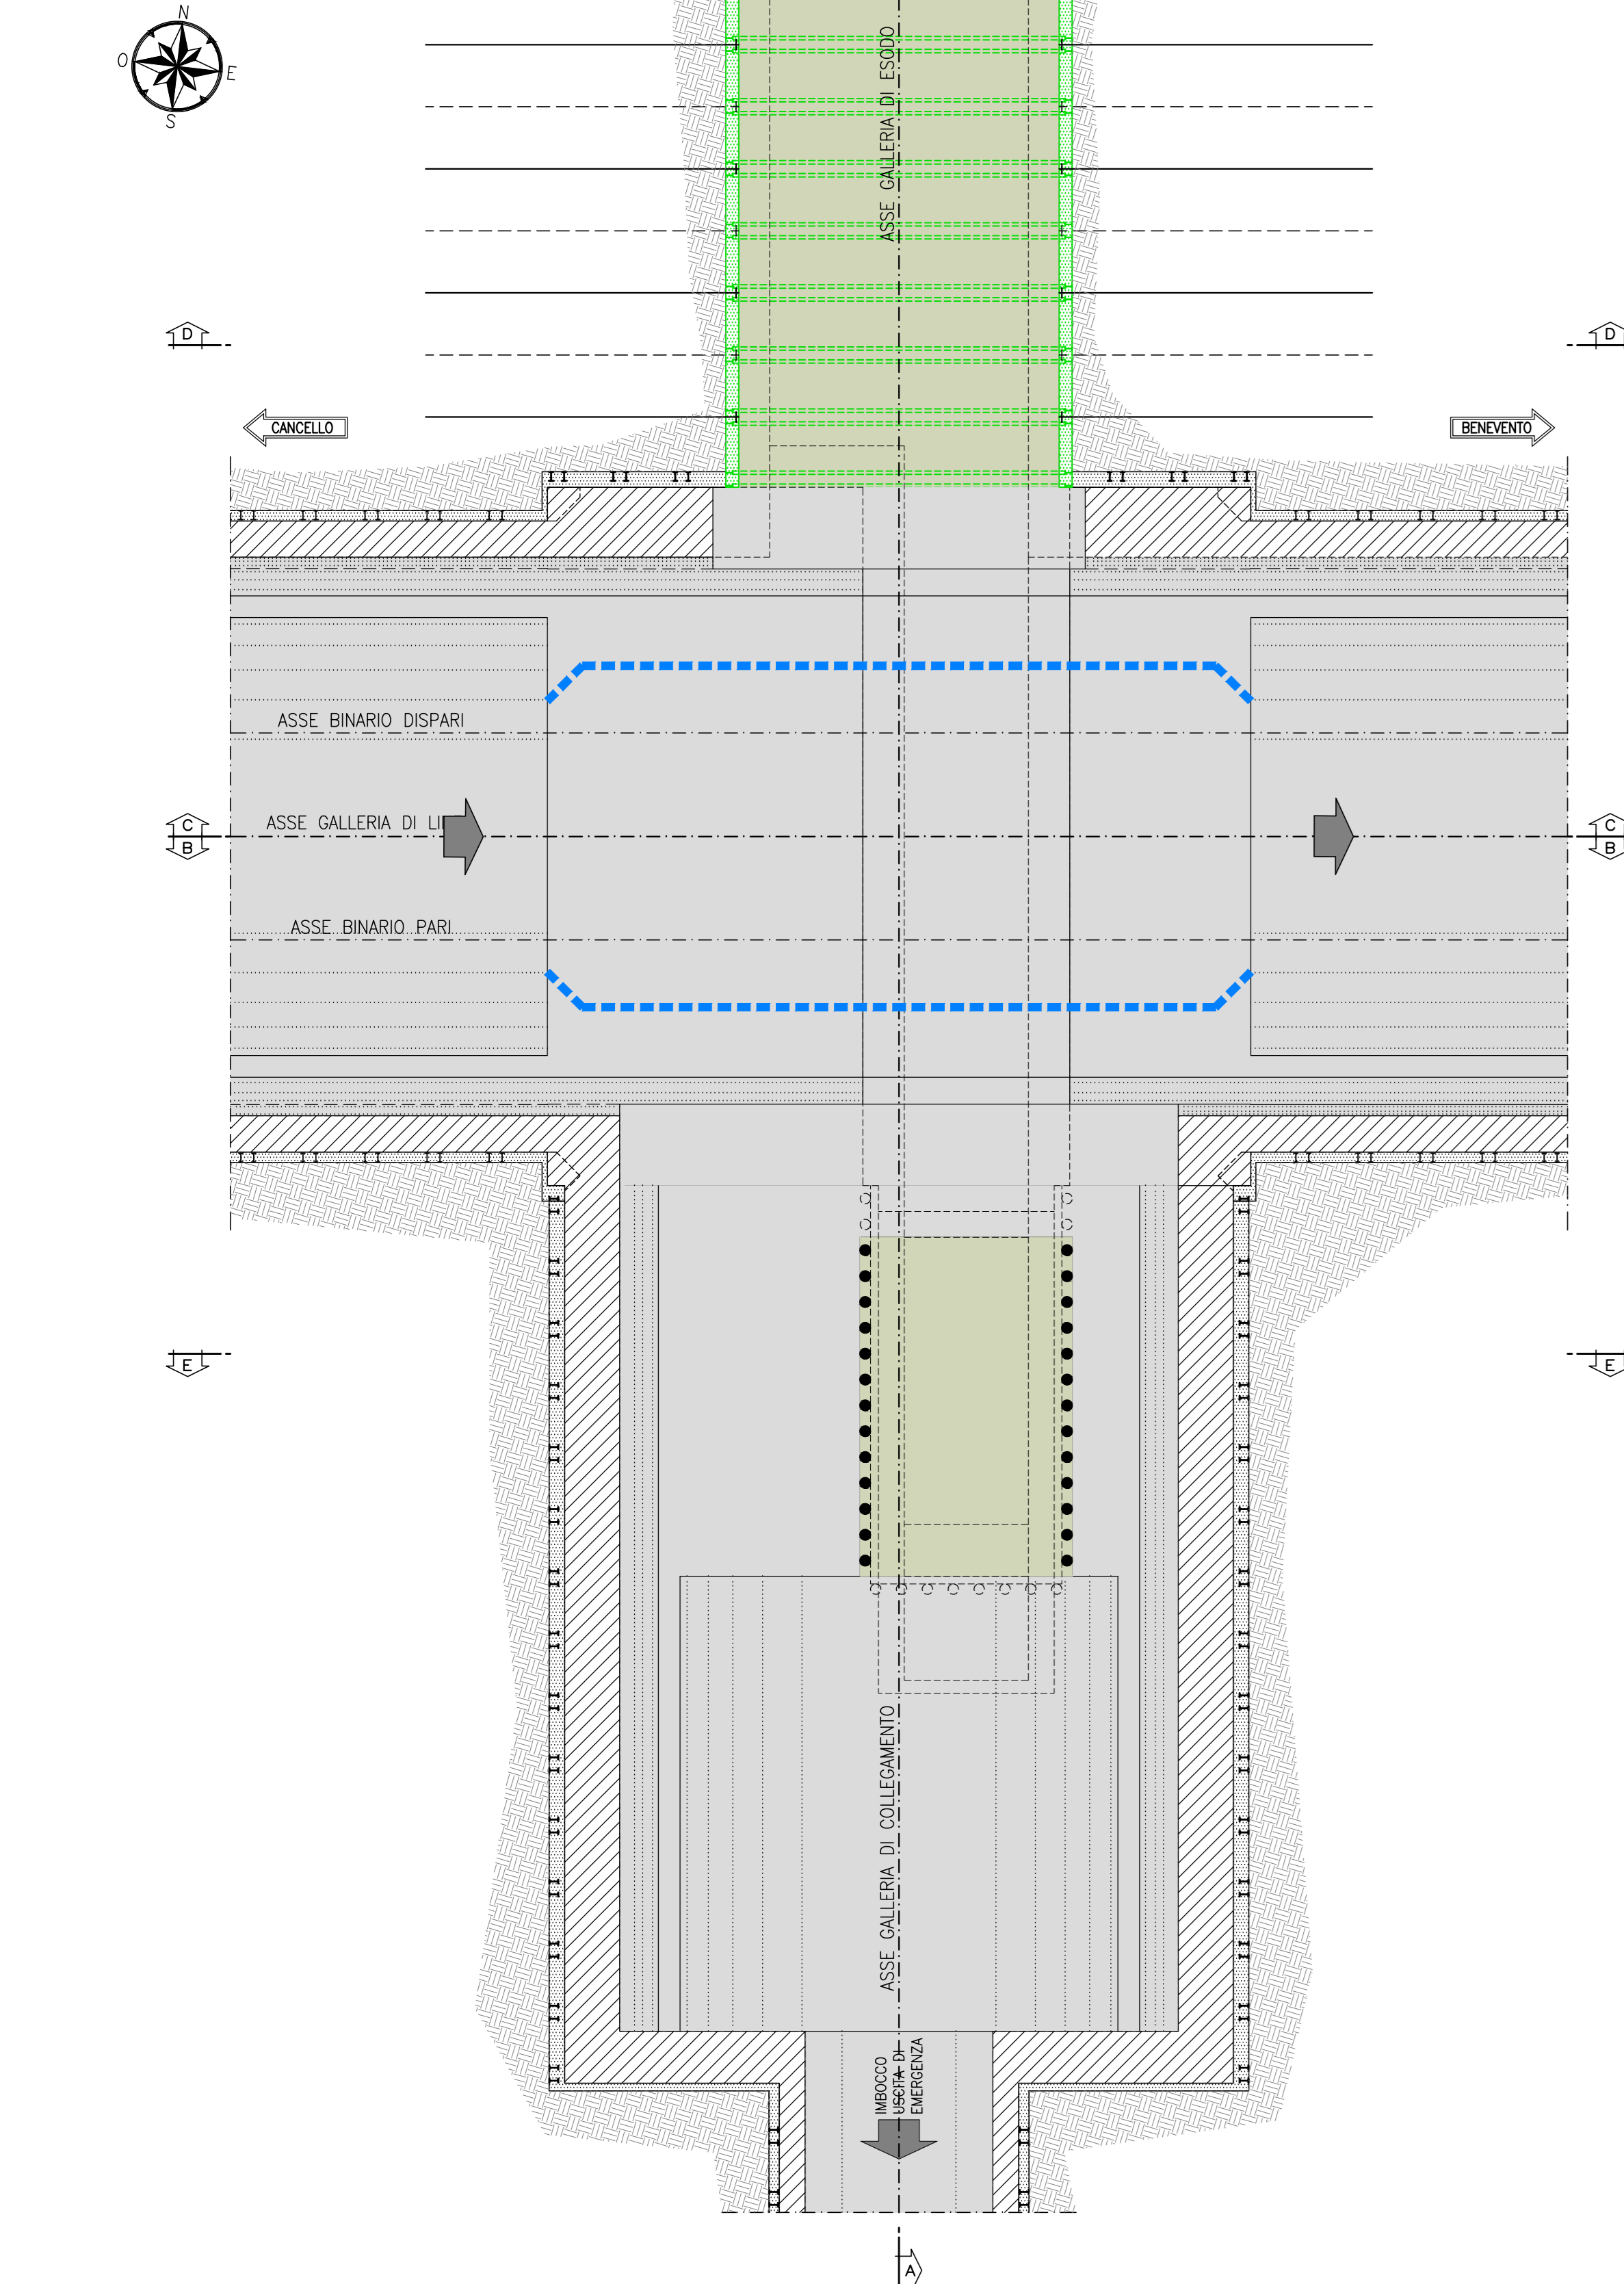 N
O
E
S
ASSE GALLERIA DI ESODO
D
D
CANCELLO
BENEVENTO
ASSE BINARIO DISPARI
ASSE GALLERIA DI
C
B
C
B
ASSE BINARIO PARI
E
E
ASSE GALLERIA DI COLLEGAMENTO
IMBOCCO
USCITA DI
EMERGENZA
A